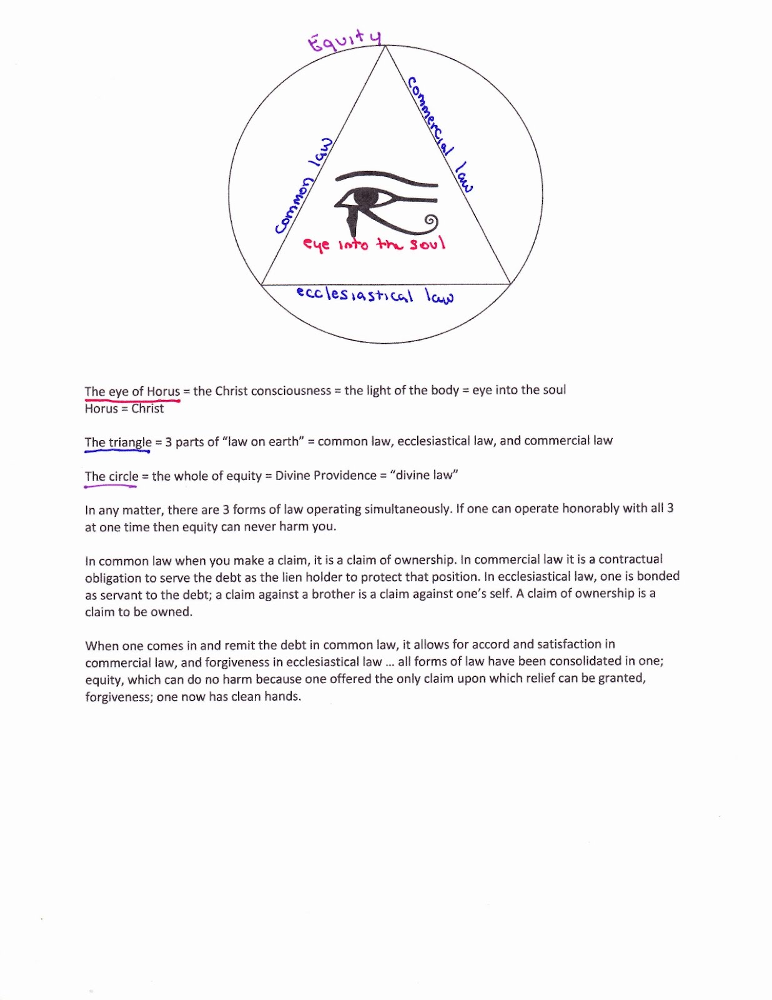 Equity
commercial law
common law
eye into the soul
ecclesiastical law
The eye of Horus = the Christ consciousness = the light of the body = eye into the soul
Horus = Christ
The triangle = 3 parts of “law on earth” = common law, ecclesiastical law, and commercial law
The circle = the whole of equity = Divine Providence = “divine law”
In any matter, there are 3 forms of law operating simultaneously. If one can operate honorably with all 3
at one time then equity can never harm you.
In common law when you make a claim, it is a claim of ownership. In commercial law it is a contractual
obligation to serve the debt as the lien holder to protect that position. In ecclesiastical law, one is bonded
as servant to the debt; a claim against a brother is a claim against one’s self. A claim of ownership is a
claim to be owned.
When one comes in and remit the debt in common law, it allows for accord and satisfaction in
commercial law, and forgiveness in ecclesiastical law ... all forms of law have been consolidated in one;
equity, which can do no harm because one offered the only claim upon which relief can be granted,
forgiveness; one now has clean hands.